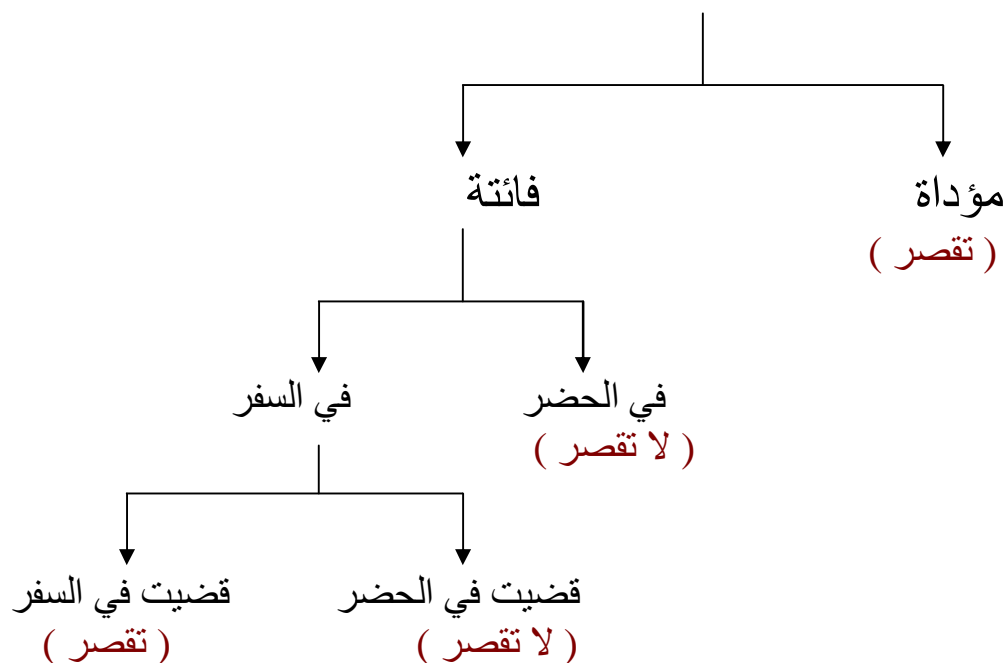 مؤداة
( تقصر )
فائتة
في الحضر
( لا تقصر )
في السفر
قضيت في الحضر
( لا تقصر )
قضيت في السفر
( تقصر )